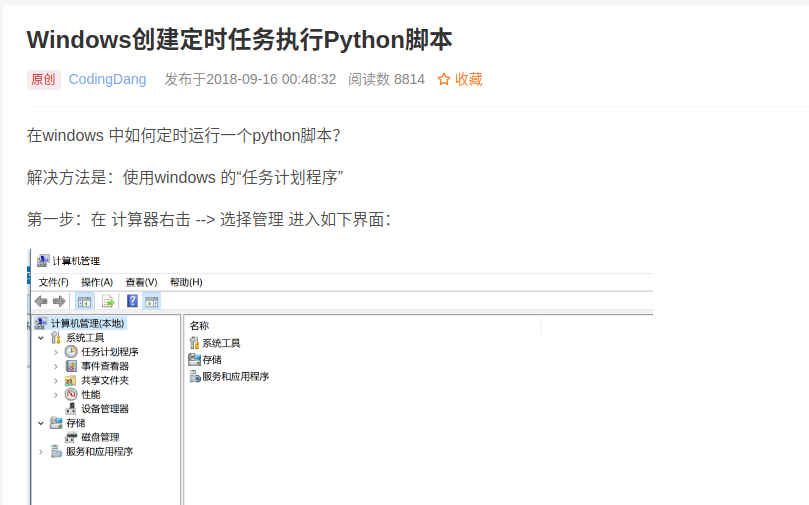 Windows创建定时任务执行Python脚本
原创 CodingDang 发布于2018-09-16 00:48:32 阅读数 8814 收藏
在windows 中如何定时运行一个python脚本?
解决方法是：使用windows 的“任务计划程序”
第一步：在 计算器右击 --> 选择管理 进入如下界面：
计算机管理
文件(F) 操作(A) 查看(V) 帮助(H)
计算机管理(本地)
系统工具
任务计划程序
事件查看器
共享文件夹
性能
设备管理器
存储
磁盘管理
服务和应用程序
名称
系统工具
存储
服务和应用程序